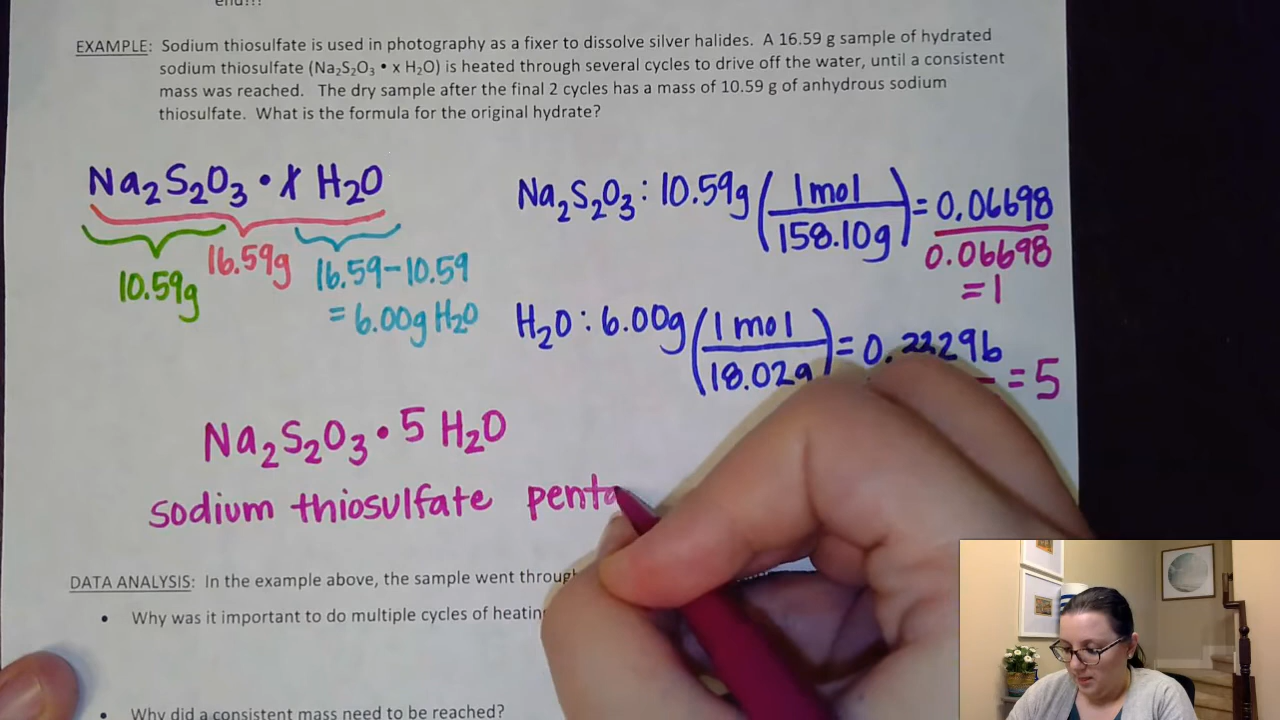 end!!!
EXAMPLE: Sodium thiosulfate is used in photography as a fixer to dissolve silver halides. A 16.59 g sample of hydrated
sodium thiosulfate (Na₂S₂O₃ • x H₂O) is heated through several cycles to drive off the water, until a consistent
mass was reached. The dry sample after the final 2 cycles has a mass of 10.59 g of anhydrous sodium
thiosulfate. What is the formula for the original hydrate?
Na₂S₂O₃ • x H₂O
10.59g
16.59g
16.59-10.59
= 6.00g H₂O
Na₂S₂O₃: 10.59g (1 mol / 158.10g) = 0.06698
0.06698
= 1
H₂O: 6.00g (1 mol / 18.02g) =
= 5
Na₂S₂O₃ • 5 H₂O
sodium thiosulfate penta
DATA ANALYSIS: In the example above, the sample went through
Why was it important to do multiple cycles of heatin
Why did a consistent mass need to be reached?